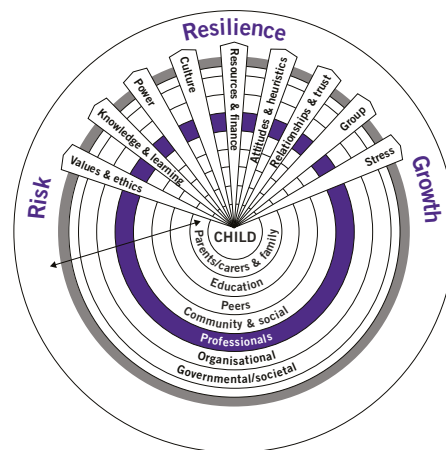 Resilience
Risk
Growth
Values & ethics
Knowledge & learning
Power
Culture
Resources & finance
Attitudes & heuristics
Relationships & trust
Group
Stress
CHILD
Parents/carers & family
Education
Peers
Community & social
Professionals
Organisational
Governmental/societal